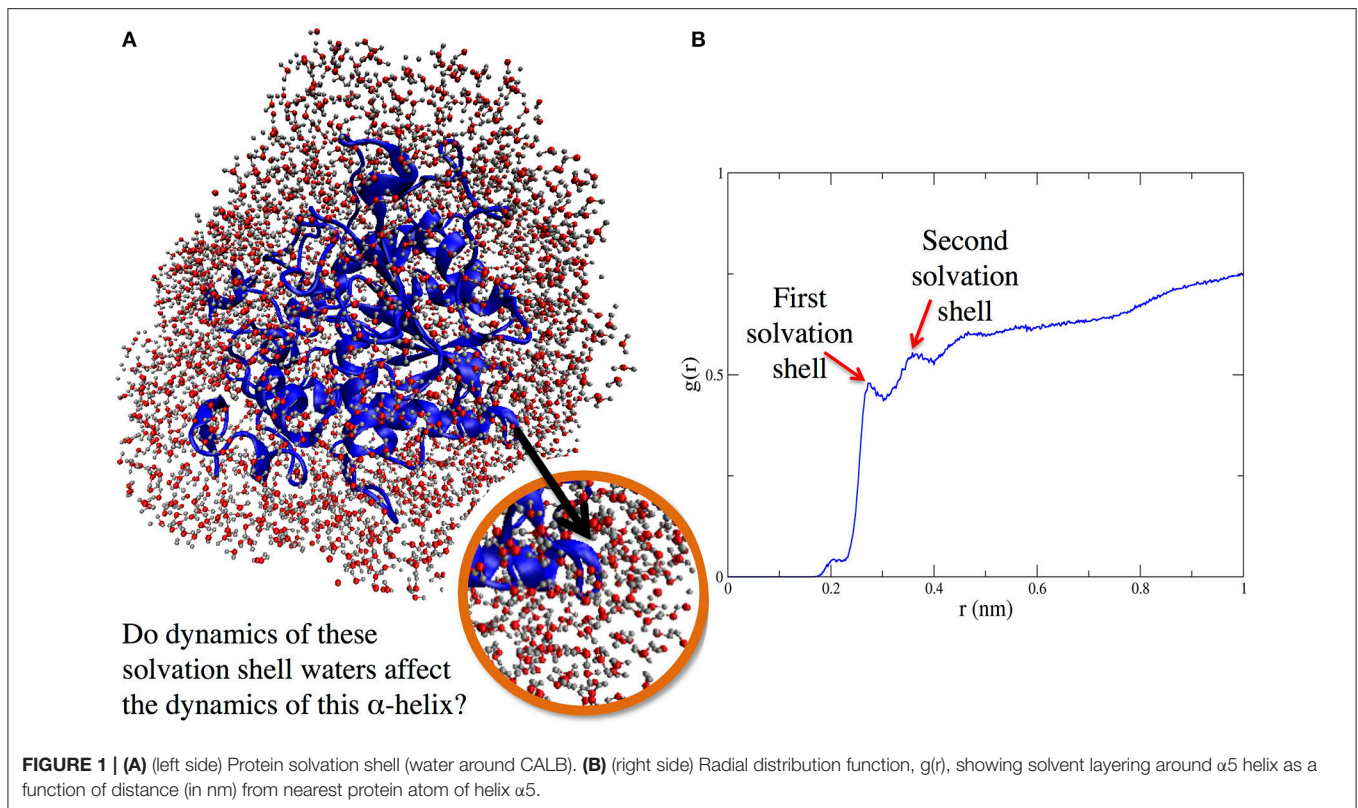 A
Do dynamics of these
solvation shell waters affect
the dynamics of this α-helix?
B
First
solvation
shell
Second
solvation
shell
1
0.5
0
g(r)
0 0.2 0.4 0.6 0.8 1
r (nm)
FIGURE 1 | (A) (left side) Protein solvation shell (water around CALB). (B) (right side) Radial distribution function, g(r), showing solvent layering around α5 helix as a
function of distance (in nm) from nearest protein atom of helix α5.